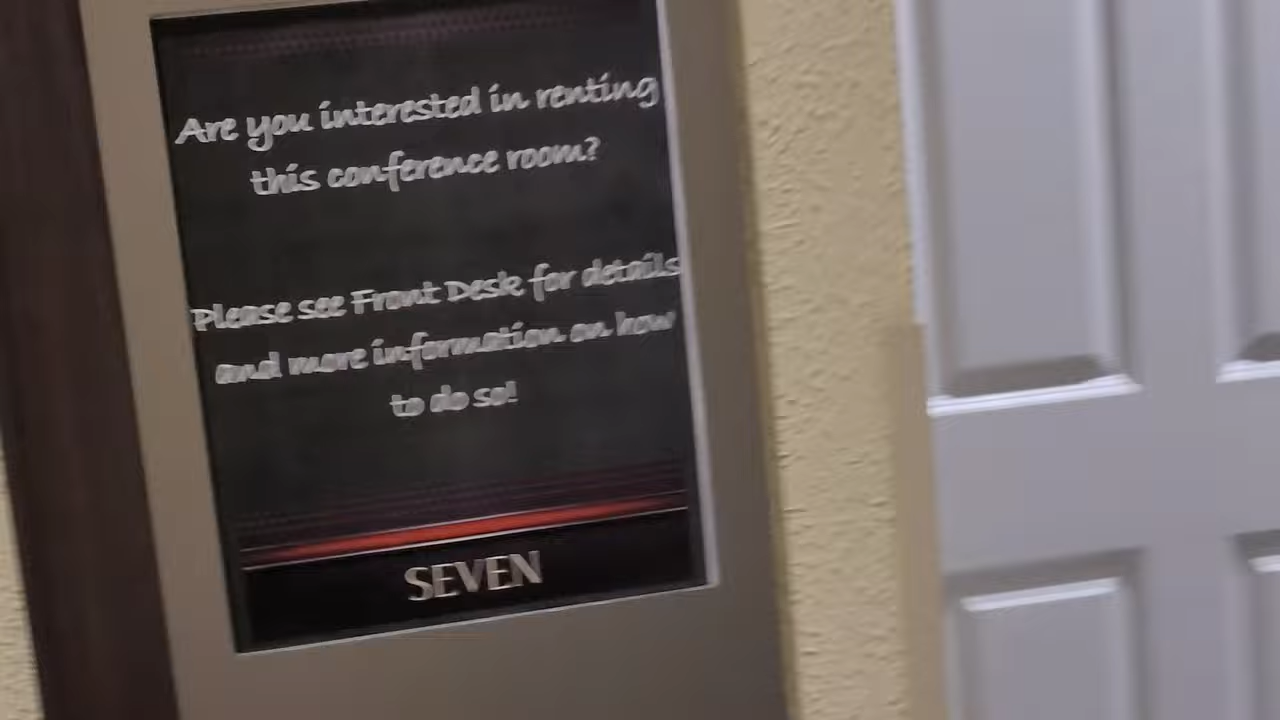 Are you interested in renting
this conference room?
Please see Front Desk for details
and more information on how
to do so!
SEVEN